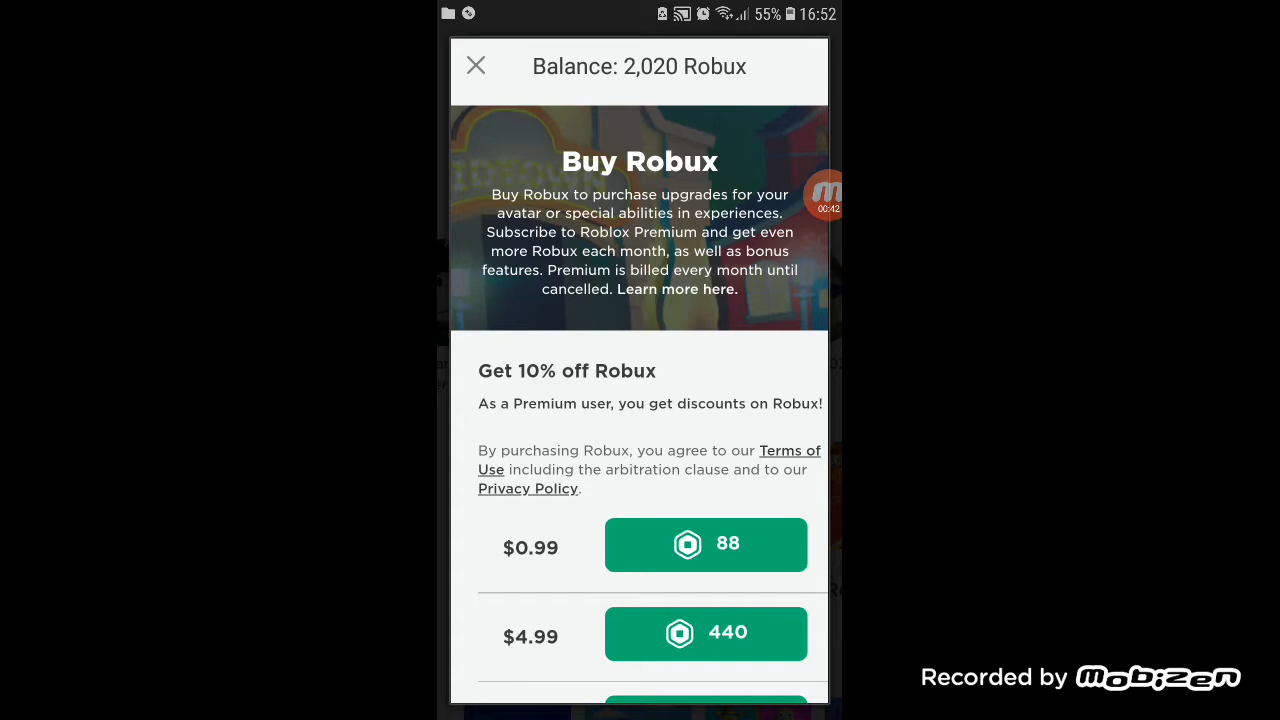 55% 16:52
Balance: 2,020 Robux
Buy Robux
Buy Robux to purchase upgrades for your
avatar or special abilities in experiences.
Subscribe to Roblox Premium and get even
more Robux each month, as well as bonus
features. Premium is billed every month until
cancelled. Learn more here.
00:42
Get 10% off Robux
As a Premium user, you get discounts on Robux!
By purchasing Robux, you agree to our Terms of
Use including the arbitration clause and to our
Privacy Policy.
$0.99 88
$4.99 440
Recorded by mobizen